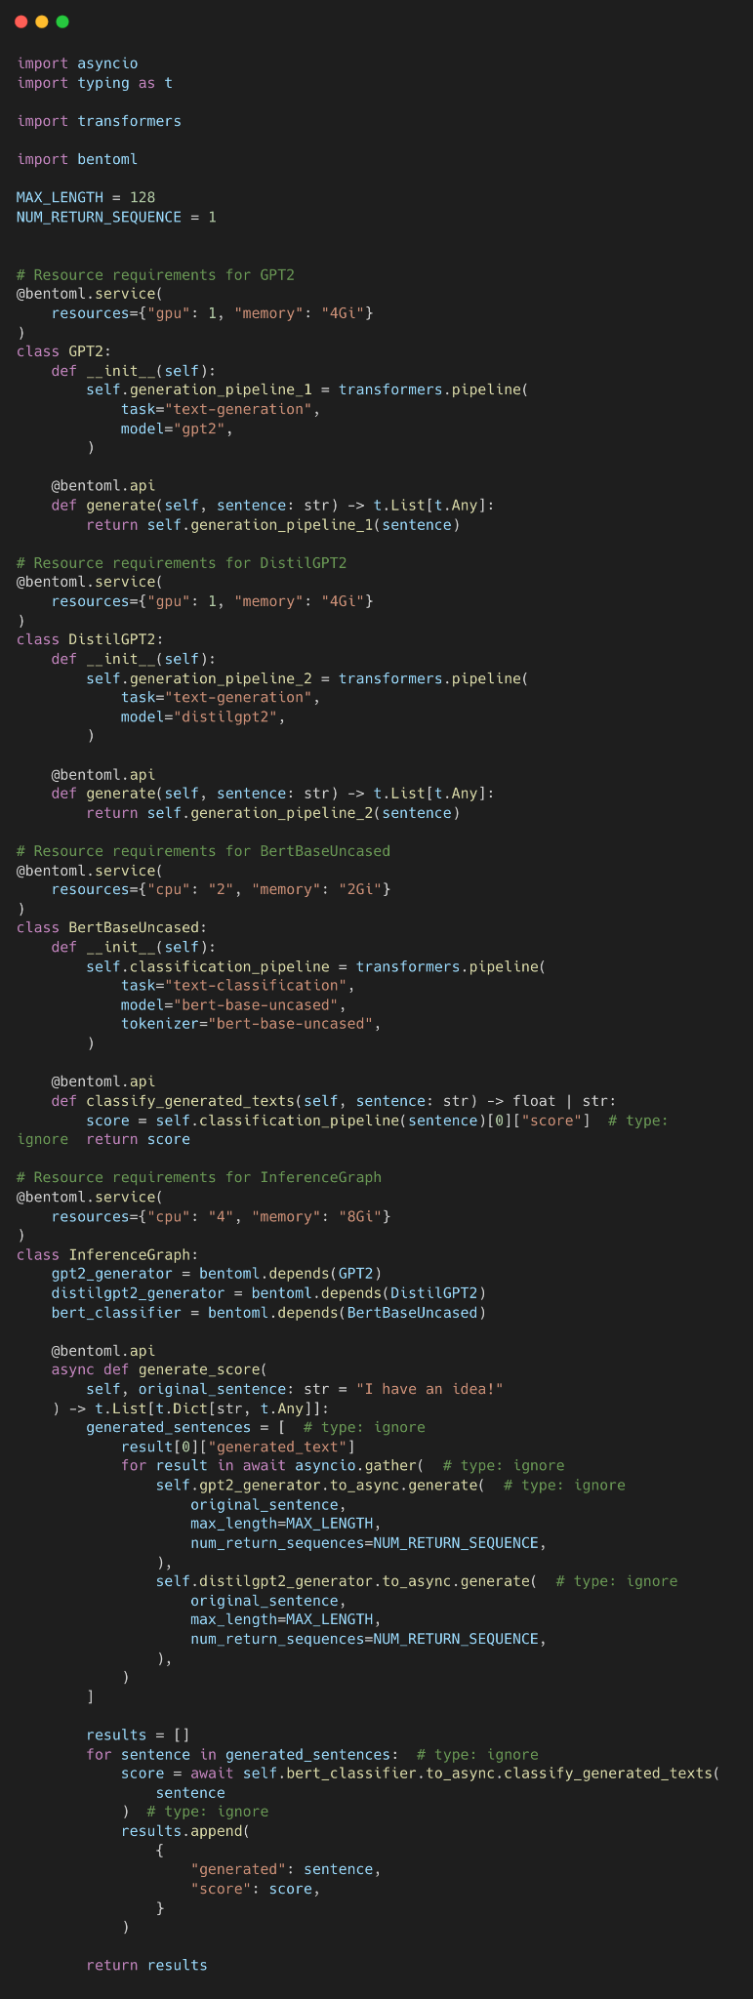 import asyncio
import typing as t

import transformers

import bentoml

MAX_LENGTH = 128
NUM_RETURN_SEQUENCE = 1


# Resource requirements for GPT2
@bentoml.service(
    resources={"gpu": 1, "memory": "4Gi"}
)
class GPT2:
    def __init__(self):
        self.generation_pipeline_1 = transformers.pipeline(
            task="text-generation",
            model="gpt2",
        )

    @bentoml.api
    def generate(self, sentence: str) -> t.List[t.Any]:
        return self.generation_pipeline_1(sentence)

# Resource requirements for DistilGPT2
@bentoml.service(
    resources={"gpu": 1, "memory": "4Gi"}
)
class DistilGPT2:
    def __init__(self):
        self.generation_pipeline_2 = transformers.pipeline(
            task="text-generation",
            model="distilgpt2",
        )

    @bentoml.api
    def generate(self, sentence: str) -> t.List[t.Any]:
        return self.generation_pipeline_2(sentence)

# Resource requirements for BertBaseUncased
@bentoml.service(
    resources={"cpu": "2", "memory": "2Gi"}
)
class BertBaseUncased:
    def __init__(self):
        self.classification_pipeline = transformers.pipeline(
            task="text-classification",
            model="bert-base-uncased",
            tokenizer="bert-base-uncased",
        )

    @bentoml.api
    def classify_generated_texts(self, sentence: str) -> float | str:
        score = self.classification_pipeline(sentence)[0]["score"]  # type:
ignore  return score

# Resource requirements for InferenceGraph
@bentoml.service(
    resources={"cpu": "4", "memory": "8Gi"}
)
class InferenceGraph:
    gpt2_generator = bentoml.depends(GPT2)
    distilgpt2_generator = bentoml.depends(DistilGPT2)
    bert_classifier = bentoml.depends(BertBaseUncased)

    @bentoml.api
    async def generate_score(
        self, original_sentence: str = "I have an idea!"
    ) -> t.List[t.Dict[str, t.Any]]:
        generated_sentences = [  # type: ignore
            result[0]["generated_text"]
            for result in await asyncio.gather(  # type: ignore
                self.gpt2_generator.to_async.generate(  # type: ignore
                    original_sentence,
                    max_length=MAX_LENGTH,
                    num_return_sequences=NUM_RETURN_SEQUENCE,
                ),
                self.distilgpt2_generator.to_async.generate(  # type: ignore
                    original_sentence,
                    max_length=MAX_LENGTH,
                    num_return_sequences=NUM_RETURN_SEQUENCE,
                ),
            )
        ]

        results = []
        for sentence in generated_sentences:  # type: ignore
            score = await self.bert_classifier.to_async.classify_generated_texts(
                sentence
            )  # type: ignore
            results.append(
                {
                    "generated": sentence,
                    "score": score,
                }
            )

        return results